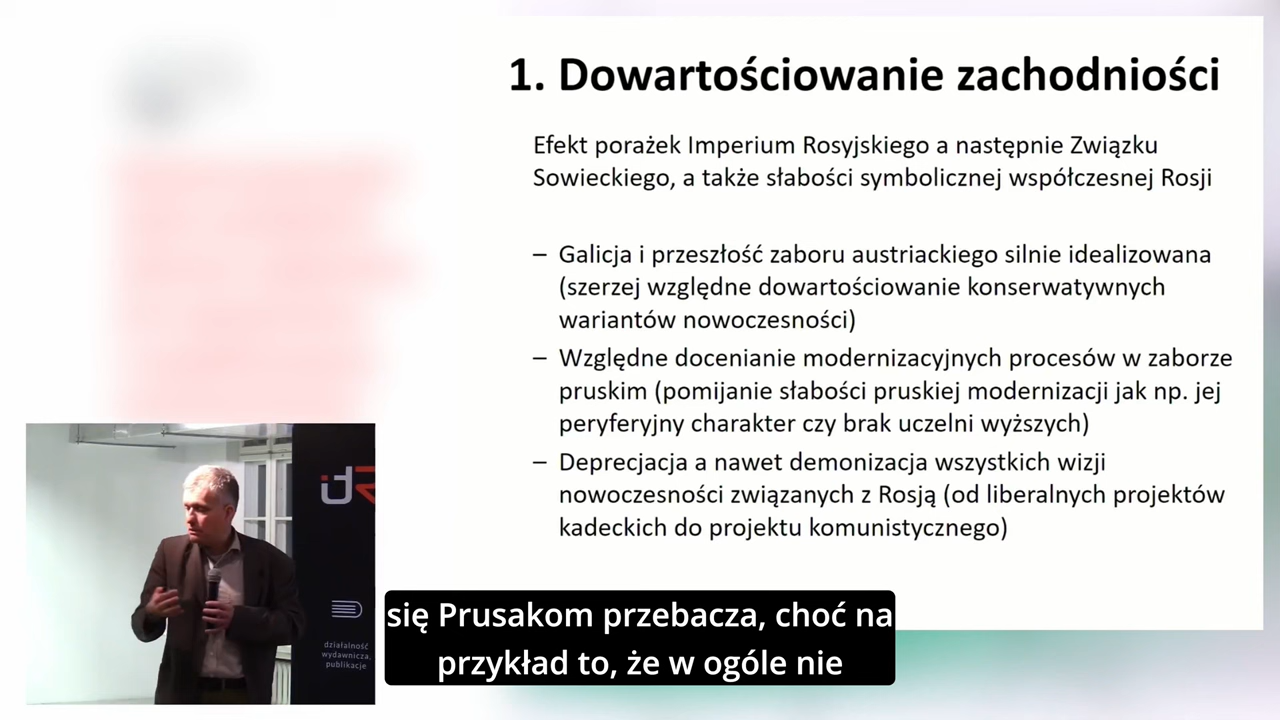 1. Dowartościowanie zachodniości
Efekt porażek Imperium Rosyjskiego a następnie Związku
Sowieckiego, a także słabości symbolicznej współczesnej Rosji
– Galicja i przeszłość zaboru austriackiego silnie idealizowana
(szerzej względne dowartościowanie konserwatywnych
wariantów nowoczesności)
– Względne docenianie modernizacyjnych procesów w zaborze
pruskim (pomijanie słabości pruskiej modernizacji jak np. jej
peryferyjny charakter czy brak uczelni wyższych)
– Deprecjacja a nawet demonizacja wszystkich wizji
nowoczesności związanych z Rosją (od liberalnych projektów
kadeckich do projektu komunistycznego)
działalność
wydawnicza,
publikacje
się Prusakom przebacza, choć na
przykład to, że w ogóle nie